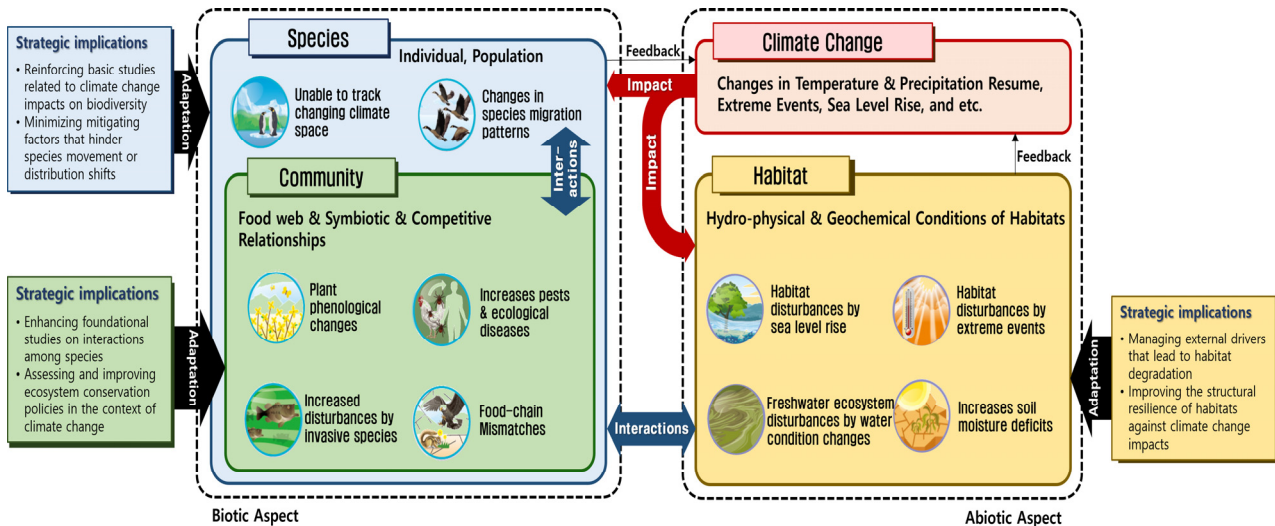 Strategic implications
• Reinforcing basic studies
related to climate change
impacts on biodiversity
• Minimizing mitigating
factors that hinder
species movement or
distribution shifts
Adaptation
Strategic implications
• Enhancing foundational
studies on interactions
among species
• Assessing and improving
ecosystem conservation
policies in the context of
climate change
Adaptation
Species
Individual, Population
Unable to track
changing climate
space
Changes in
species migration
patterns
Inter-
actions
Community
Food web & Symbiotic & Competitive
Relationships
Plant
phenological
changes
Increases pests
& ecological
diseases
Increased
disturbances by
invasive species
Food-chain
Mismatches
Biotic Aspect
Feedback
Impact
Impact
Interactions
Climate Change
Changes in Temperature & Precipitation Resume,
Extreme Events, Sea Level Rise, and etc.
Feedback
Habitat
Hydro-physical & Geochemical Conditions of Habitats
Habitat
disturbances by
sea level rise
Habitat
disturbances by
extreme events
Freshwater ecosystem
disturbances by water
condition changes
Increases soil
moisture deficits
Abiotic Aspect
Adaptation
Strategic implications
• Managing external drivers
that lead to habitat
degradation
• Improving the structural
resilience of habitats
against climate change
impacts